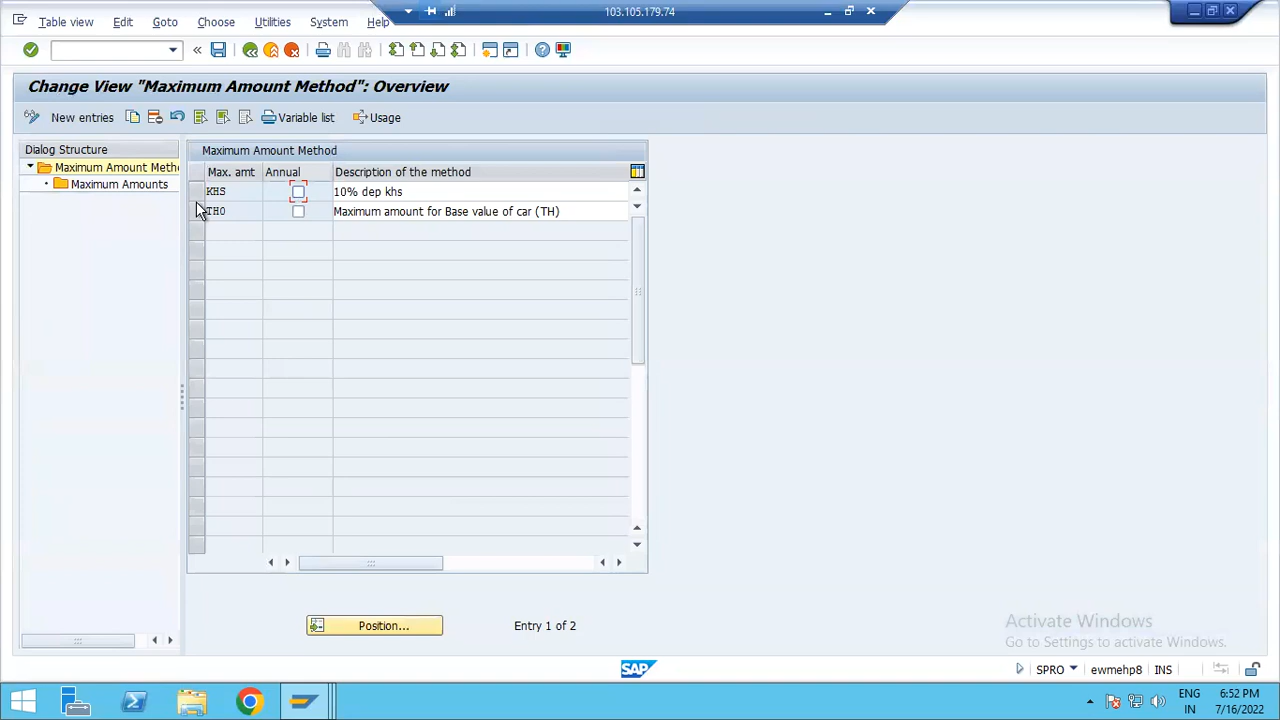 103.105.179.74
Table view Edit Goto Choose Utilities System Help
Change View "Maximum Amount Method": Overview
New entries Variable list Usage
Dialog Structure
Maximum Amount Metho
Maximum Amounts
Maximum Amount Method
Max. amt Annual Description of the method
KHS 10% dep khs
TH0 Maximum amount for Base value of car (TH)
Position... Entry 1 of 2
Activate Windows
Go to Settings to activate Windows.
SAP
SPRO ewmehp8 INS
ENG 6:52 PM
IN 7/16/2022